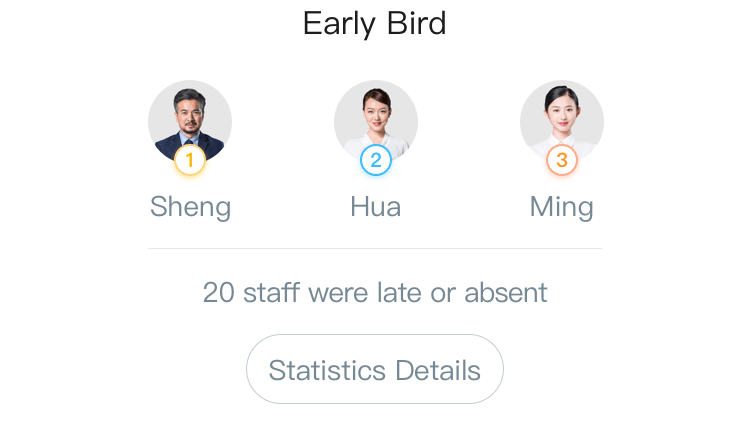 Early Bird
1 2 3
Sheng Hua Ming
20 staff were late or absent
Statistics Details